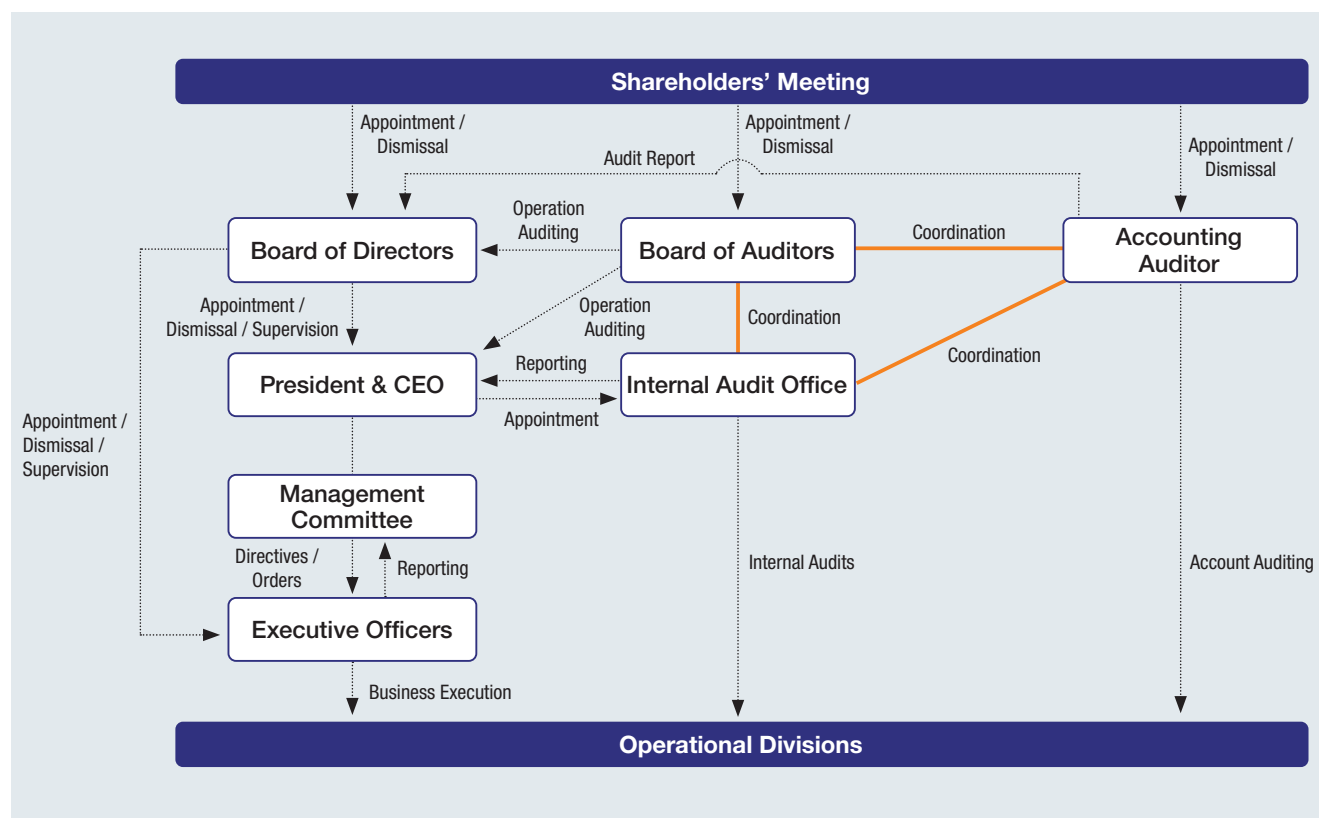 Shareholders' Meeting
Appointment /
Dismissal
Appointment /
Dismissal
Appointment /
Dismissal
Audit Report
Board of Directors
Operation
Auditing
Board of Auditors
Coordination
Accounting
Auditor
Appointment /
Dismissal / Supervision
Operation
Auditing
Coordination
Coordination
President & CEO
Reporting
Appointment
Internal Audit Office
Appointment /
Dismissal /
Supervision
Management
Committee
Directives /
Orders
Reporting
Internal Audits
Account Auditing
Executive Officers
Business Execution
Operational Divisions